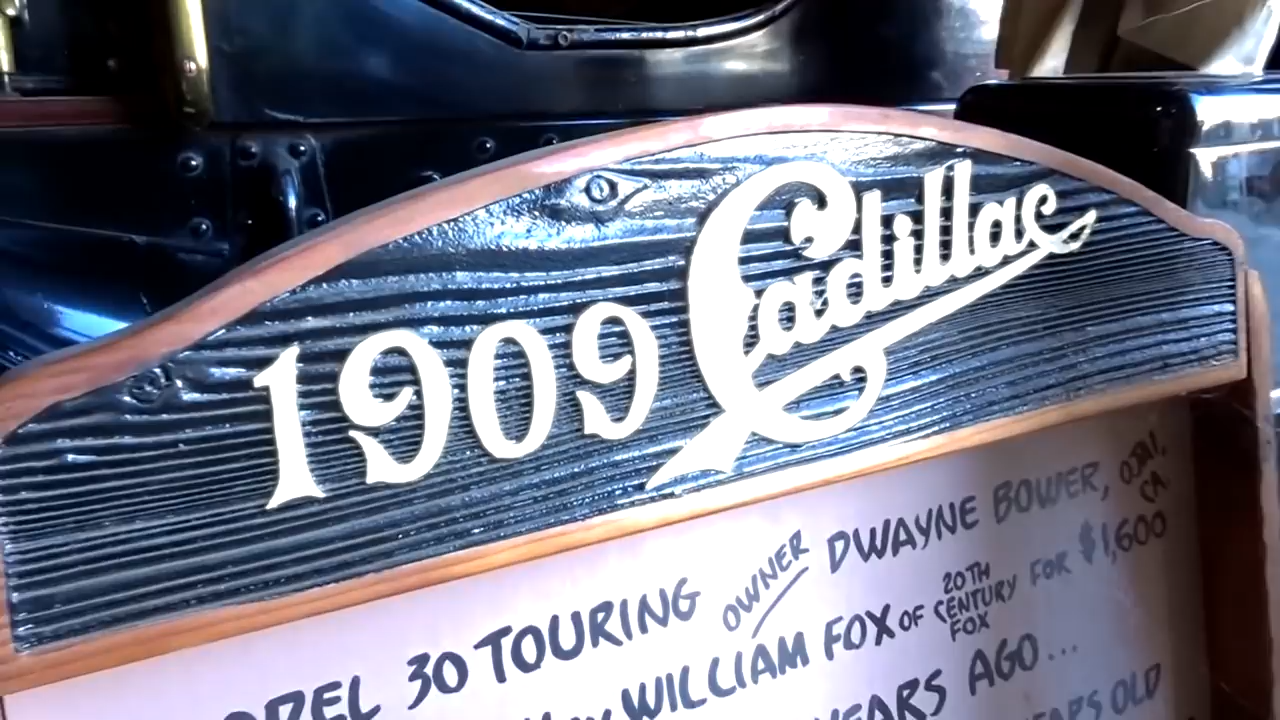 1909 Cadillac
30 TOURING OWNER DWAYNE BOWER, OJAI, CA.
WILLIAM FOX OF 20TH CENTURY FOX FOR $1,600
YEARS AGO...
YEARS OLD